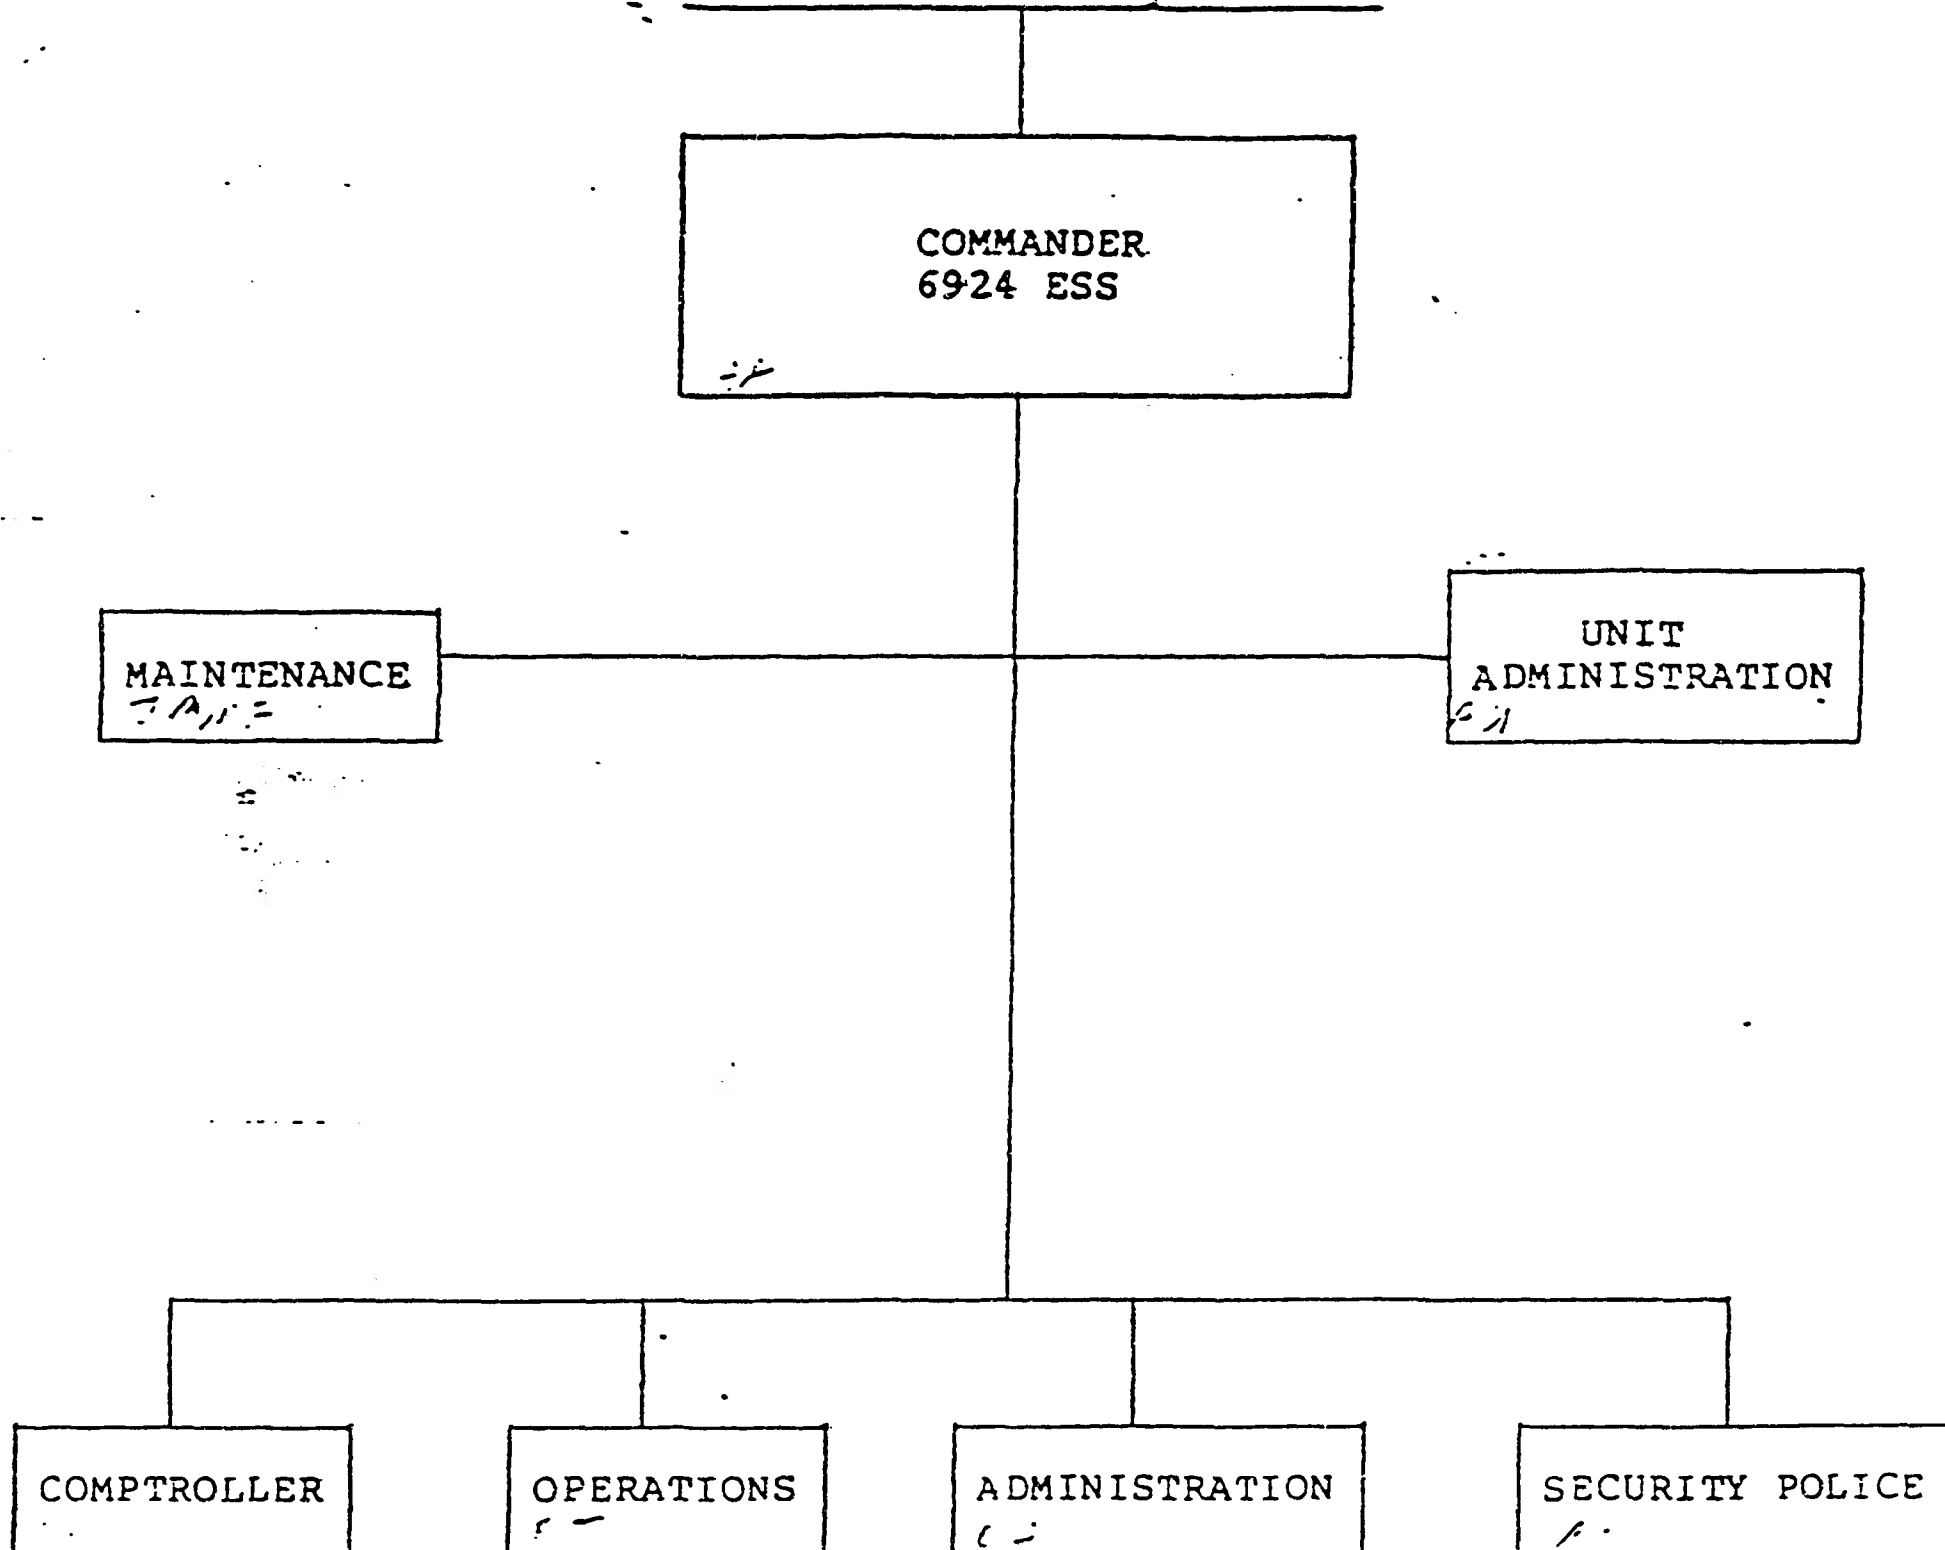 COMMANDER
6924 ESS
MAINTENANCE
UNIT
ADMINISTRATION
COMPTROLLER
OPERATIONS
ADMINISTRATION
SECURITY POLICE